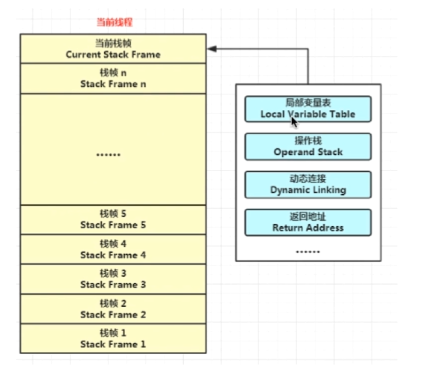 当前线程
当前栈帧
Current Stack Frame
栈帧 n
Stack Frame n
......
栈帧 5
Stack Frame 5
栈帧 4
Stack Frame 4
栈帧 3
Stack Frame 3
栈帧 2
Stack Frame 2
栈帧 1
Stack Frame 1
局部变量表
Local Variable Table
操作栈
Operand Stack
动态连接
Dynamic Linking
返回地址
Return Address
......